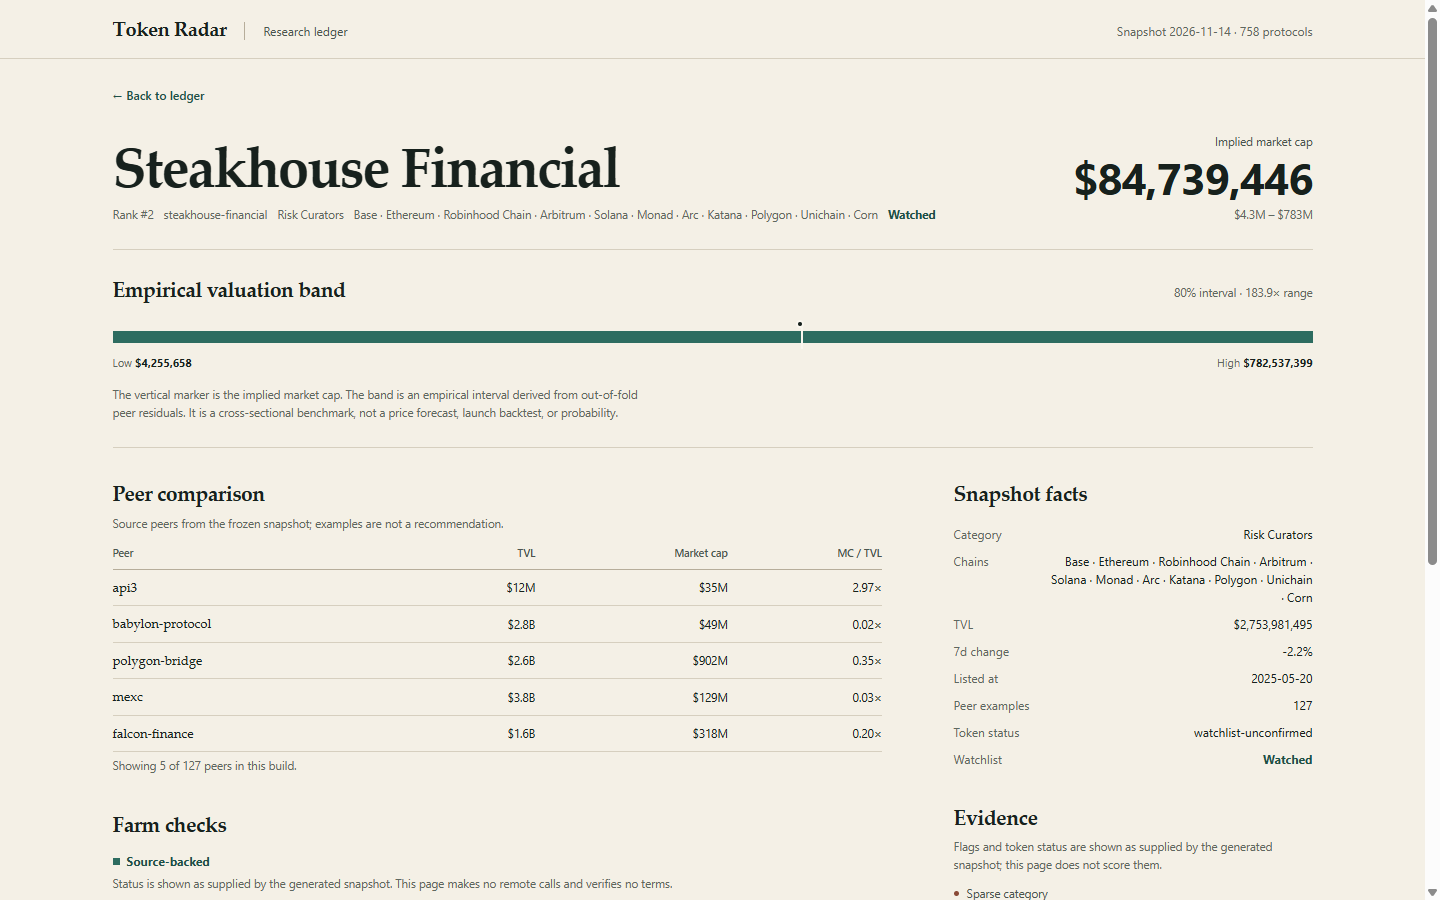 Token Radar
Research ledger
Snapshot 2026-11-14 · 758 protocols
← Back to ledger
Steakhouse Financial
Implied market cap
$84,739,446
$4.3M – $783M
Rank #2 steakhouse-financial Risk Curators Base · Ethereum · Robinhood Chain · Arbitrum · Solana · Monad · Arc · Katana · Polygon · Unichain · Corn Watched
Empirical valuation band
80% interval · 183.9× range
Low $4,255,658
High $782,537,399
The vertical marker is the implied market cap. The band is an empirical interval derived from out-of-fold
peer residuals. It is a cross-sectional benchmark, not a price forecast, launch backtest, or probability.
Peer comparison
Source peers from the frozen snapshot; examples are not a recommendation.
Peer TVL Market cap MC / TVL
api3 $12M $35M 2.97×
babylon-protocol $2.8B $49M 0.02×
polygon-bridge $2.6B $902M 0.35×
mexc $3.8B $129M 0.03×
falcon-finance $1.6B $318M 0.20×
Showing 5 of 127 peers in this build.
Farm checks
Source-backed
Status is shown as supplied by the generated snapshot. This page makes no remote calls and verifies no terms.
Snapshot facts
Category Risk Curators
Chains Base · Ethereum · Robinhood Chain · Arbitrum ·
Solana · Monad · Arc · Katana · Polygon · Unichain
· Corn
TVL $2,753,981,495
7d change -2.2%
Listed at 2025-05-20
Peer examples 127
Token status watchlist-unconfirmed
Watchlist Watched
Evidence
Flags and token status are shown as supplied by the generated
snapshot; this page does not score them.
Sparse category